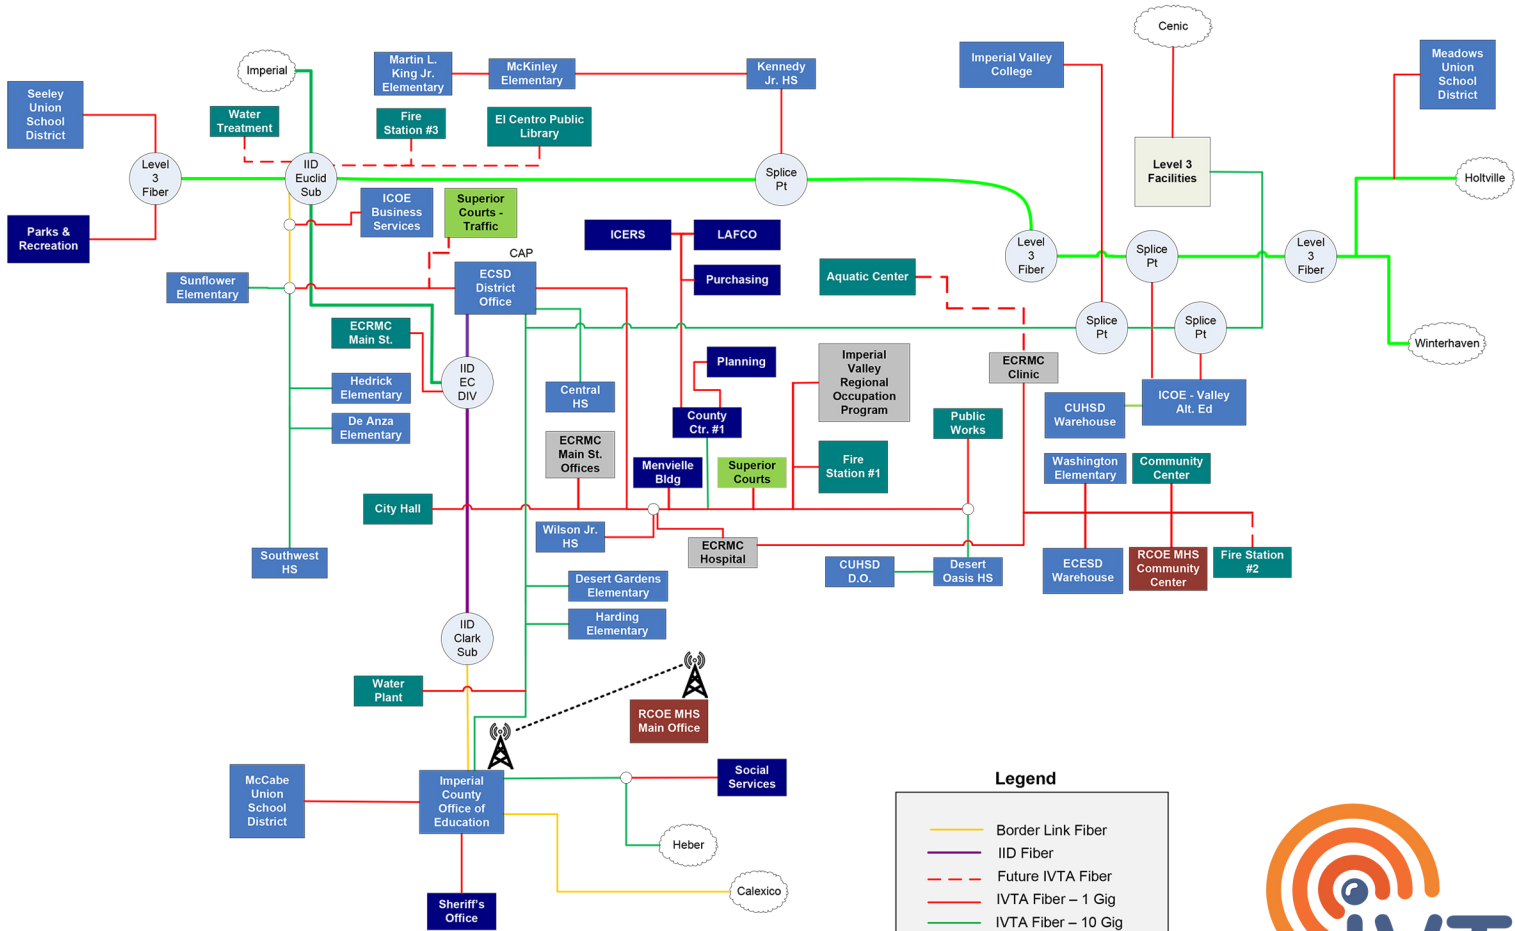 Cenic
Imperial
Martin L.
King Jr.
Elementary
McKinley
Elementary
Kennedy
Jr. HS
Imperial Valley
College
Meadows
Union
School
District
Seeley
Union
School
District
Water
Treatment
Fire
Station #3
El Centro Public
Library
Level
3
Fiber
IID
Euclid
Sub
Splice
Pt
Level 3
Facilities
Holtville
Parks &
Recreation
ICOE
Business
Services
Superior
Courts -
Traffic
ICERS
LAFCO
Purchasing
CAP
ECSD
District
Office
Sunflower
Elementary
Aquatic Center
Level
3
Fiber
Splice
Pt
Level
3
Fiber
Splice
Pt
Splice
Pt
Winterhaven
ECRMC
Main St.
IID
EC
DIV
Hedrick
Elementary
De Anza
Elementary
Central
HS
Planning
County
Ctr. #1
Imperial
Valley
Regional
Occupation
Program
ECRMC
Clinic
Public
Works
CUHSD
Warehouse
ICOE - Valley
Alt. Ed
ECRMC
Main St.
Offices
Menvielle
Bldg
Superior
Courts
Fire
Station #1
Washington
Elementary
Community
Center
City Hall
Wilson Jr.
HS
ECRMC
Hospital
CUHSD
D.O.
Desert
Oasis HS
ECESD
Warehouse
RCOE MHS
Community
Center
Fire Station
#2
Southwest
HS
Desert Gardens
Elementary
Harding
Elementary
IID
Clark
Sub
Water
Plant
RCOE MHS
Main Office
McCabe
Union
School
District
Imperial
County
Office of
Education
Social
Services
Heber
Calexico
Sheriff's
Office
Legend
Border Link Fiber
IID Fiber
Future IVTA Fiber
IVTA Fiber – 1 Gig
IVTA Fiber – 10 Gig